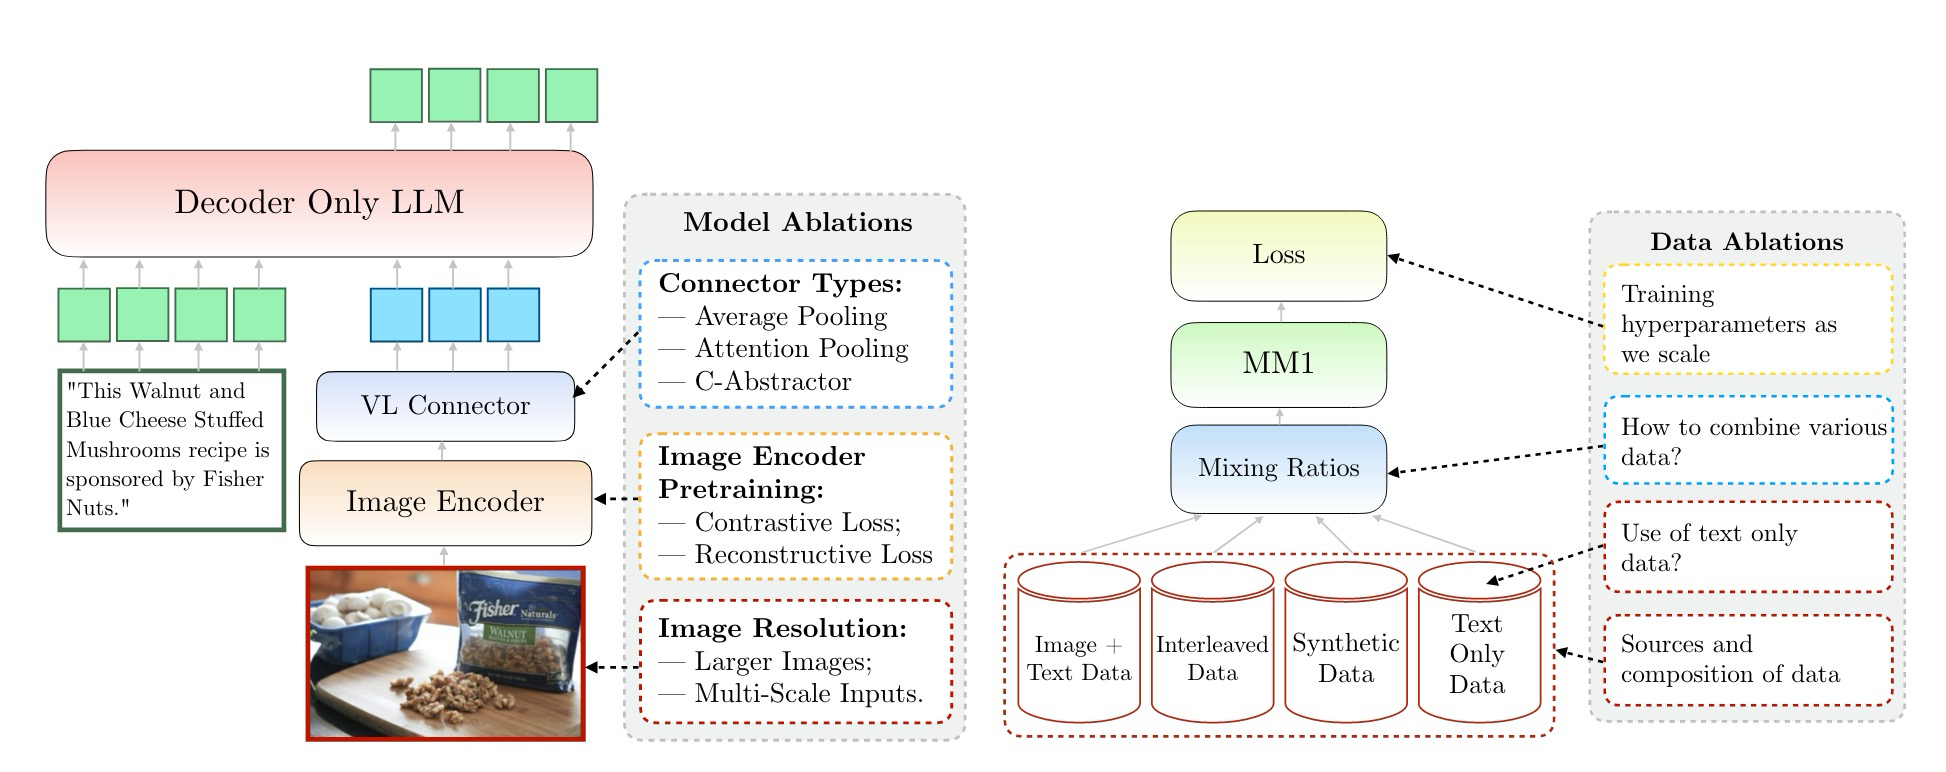 Decoder Only LLM
"This Walnut and
Blue Cheese Stuffed
Mushrooms recipe is
sponsored by Fisher
Nuts."
VL Connector
Image Encoder
Fisher
Naturals
WALNUT
Model Ablations
Connector Types:
— Average Pooling
— Attention Pooling
— C-Abstractor
Image Encoder
Pretraining:
— Contrastive Loss;
— Reconstructive Loss
Image Resolution:
— Larger Images;
— Multi-Scale Inputs.
Loss
MM1
Mixing Ratios
Image +
Text Data
Interleaved
Data
Synthetic
Data
Text
Only
Data
Data Ablations
Training
hyperparameters as
we scale
How to combine various
data?
Use of text only
data?
Sources and
composition of data